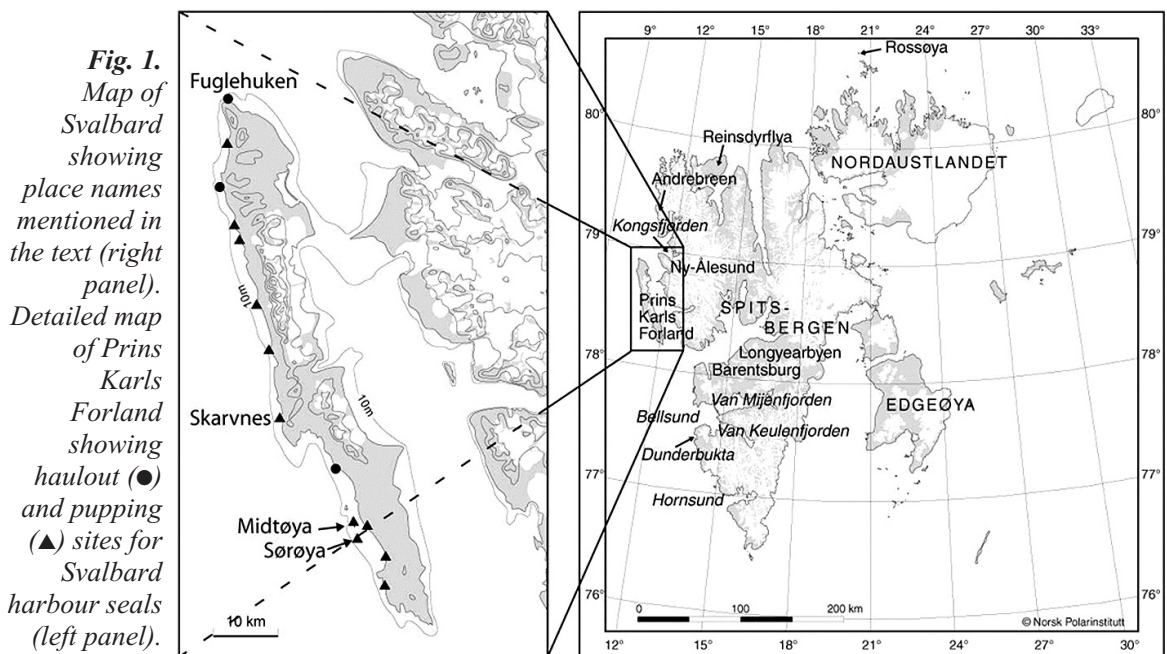 Fig. 1.
Map of
Svalbard
showing
place names
mentioned in
the text (right
panel).
Detailed map
of Prins
Karls
Forland
showing
haulout (●)
and pupping
(▲) sites for
Svalbard
harbour seals
(left panel).
Fuglehuken
10m
Skarvnes
10m
Midtøya
Sørøya
10 km
9° 12° 15° 18° 21° 24° 27° 30° 33°
Rossøya
80° 80°
Reinsdyrflya
NORDAUSTLANDET
Andrebreen
Kongsfjorden
79° 79°
Ny-Ålesund
Prins
Karls
Forland
SPITS-
BERGEN
78° 78°
Longyearbyen
Barentsburg
Van Mijenfjorden
EDGEØYA
Bellsund
Van Keulenfjorden
Dunderbukta
77° 77°
Hornsund
76° 76°
0 100 200 km
© Norsk Polarinstitutt
12° 15° 18° 21° 24° 27° 30°